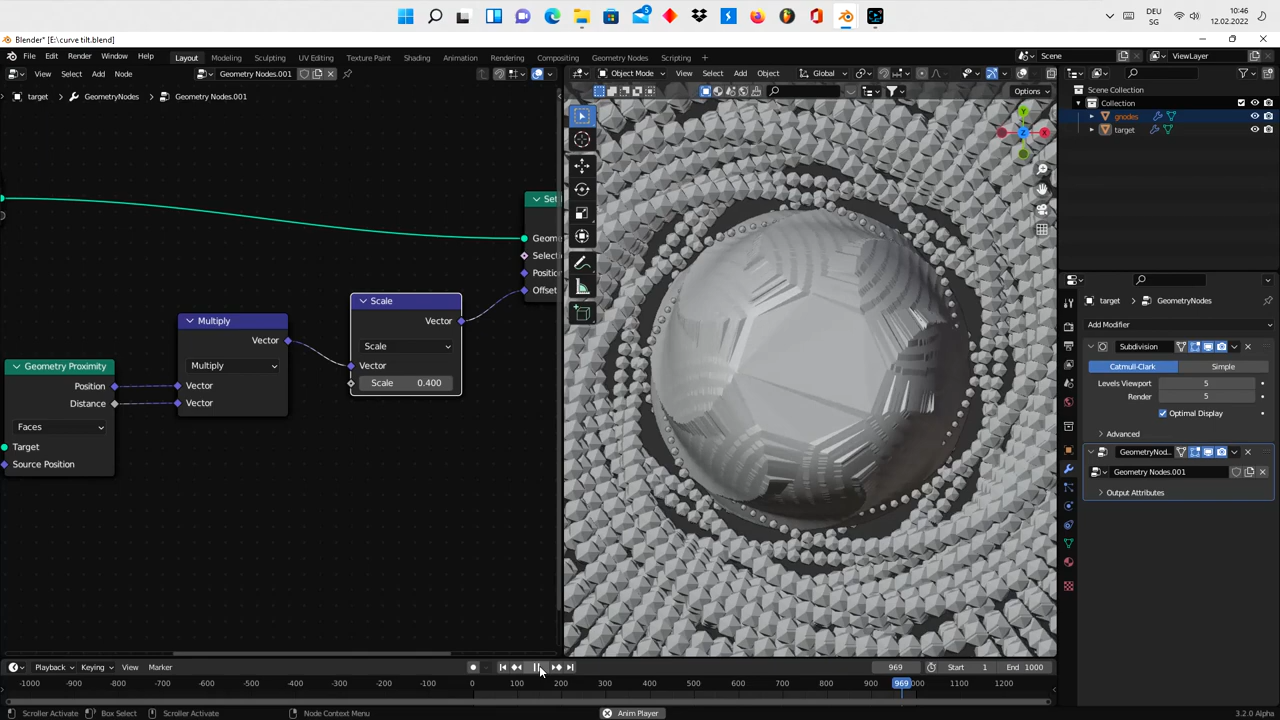 DEU
SG
10:46
12.02.2022
5
Blender* [E:\curve tilt.blend]
File Edit Render Window Help
Layout Modeling Sculpting UV Editing Texture Paint Shading Animation Rendering Compositing Geometry Nodes Scripting
Scene
ViewLayer
View Select Add Node
Geometry Nodes.001
Object Mode
View Select Add Object
Global
Options
target GeometryNodes Geometry Nodes.001
Scene Collection
Collection
gnodes
target
Y
Z
X
Set
Geome
Select
Positio
Offset
Scale
Vector
Scale
Vector
Scale 0.400
Multiply
Vector
Multiply
Vector
Vector
Geometry Proximity
Position
Distance
Faces
Target
Source Position
target GeometryNodes
Add Modifier
Subdivision
Catmull-Clark Simple
Levels Viewport 5
Render 5
Optimal Display
Advanced
GeometryNod...
Geometry Nodes.001
Output Attributes
Playback Keying View Marker
969
Start 1
End 1000
-1000 -900 -800 -700 -600 -500 -400 -300 -200 -100 0 100 200 300 400 500 600 700 800 900 969 000 1100 1200
Scroller Activate Box Select Scroller Activate Node Context Menu
Anim Player
3.2.0 Alpha